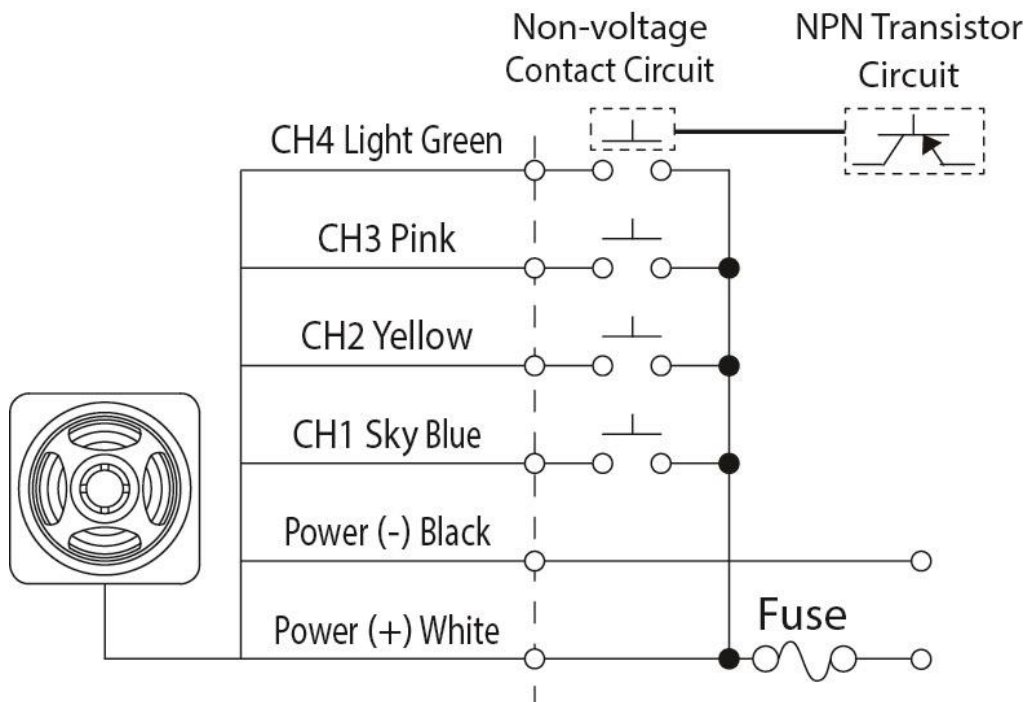 Non-voltage
Contact Circuit
NPN Transistor
Circuit
CH4 Light Green
CH3 Pink
CH2 Yellow
CH1 Sky Blue
Power (-) Black
Power (+) White
Fuse